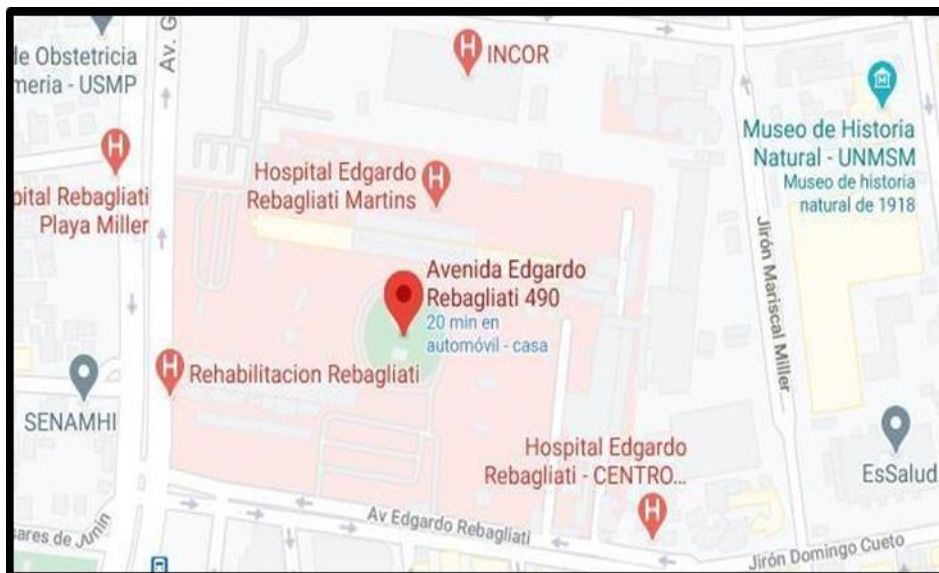 de Obstetricia
meria - USMP
Av. G
INCOR
Museo de Historia
Natural - UNMSM
Museo de historia
natural de 1918
Hospital Edgardo
Rebagliati Martins
pital Rebagliati
Playa Miller
Avenida Edgardo
Rebagliati 490
20 min en
automóvil - casa
Jirón Mariscal Miller
Rehabilitacion Rebagliati
SENAMHI
Hospital Edgardo
Rebagliati - CENTRO...
EsSalud
Av Edgardo Rebagliati
sares de Junín
Jirón Domingo Cueto